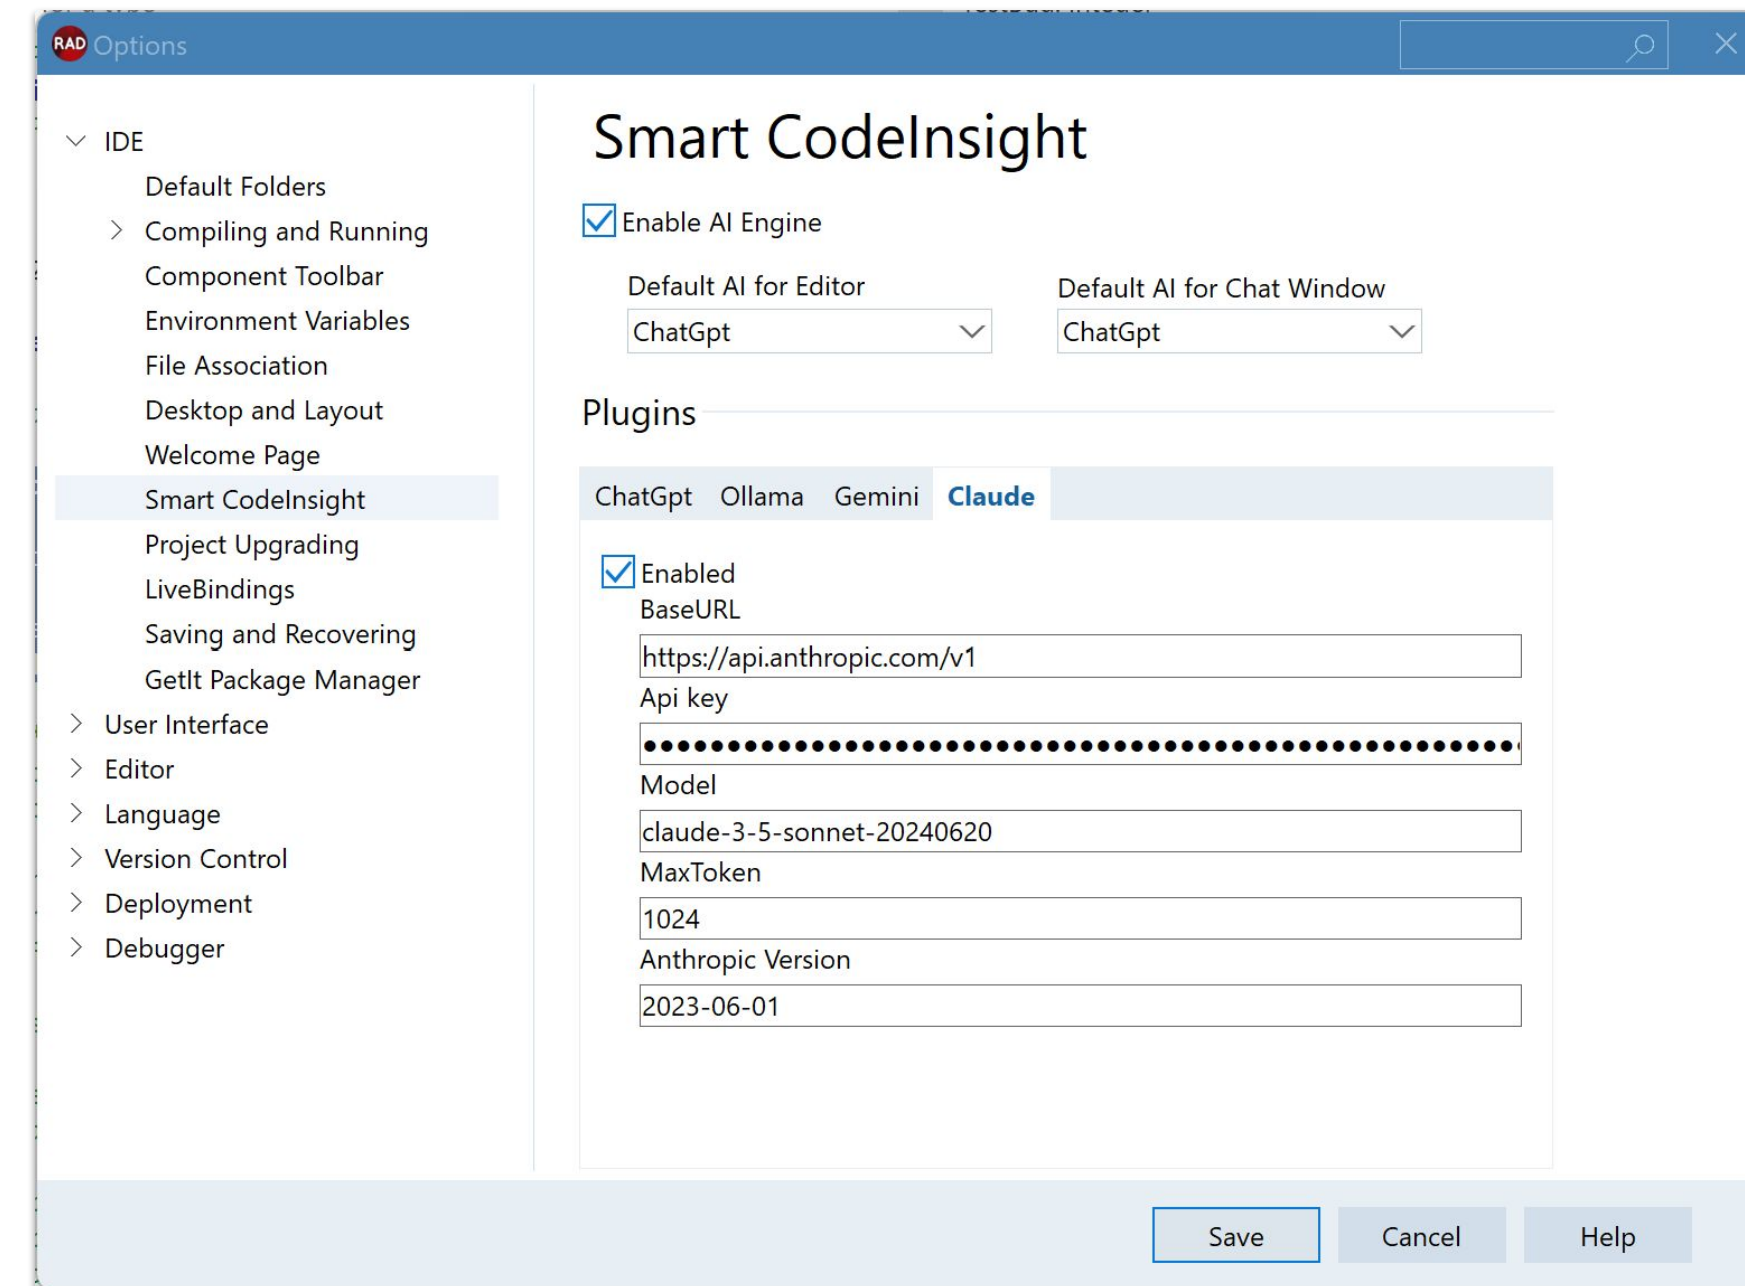 RAD Options
IDE
Default Folders
Compiling and Running
Component Toolbar
Environment Variables
File Association
Desktop and Layout
Welcome Page
Smart CodeInsight
Project Upgrading
LiveBindings
Saving and Recovering
GetIt Package Manager
User Interface
Editor
Language
Version Control
Deployment
Debugger
Smart CodeInsight
Enable AI Engine
Default AI for Editor
ChatGpt
Default AI for Chat Window
ChatGpt
Plugins
ChatGpt Ollama Gemini Claude
Enabled
BaseURL
https://api.anthropic.com/v1
Api key
Model
claude-3-5-sonnet-20240620
MaxToken
1024
Anthropic Version
2023-06-01
Save Cancel Help